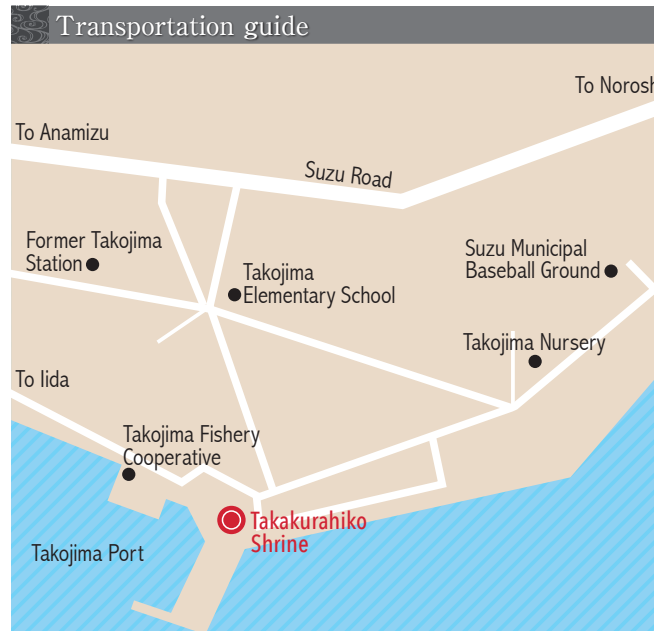 Transportation guide
To Norosh
To Anamizu
Suzu Road
Former Takojima
Station
Suzu Municipal
Baseball Ground
Takojima
Elementary School
Takojima Nursery
To Iida
Takojima Fishery
Cooperative
Takakurahiko
Shrine
Takojima Port